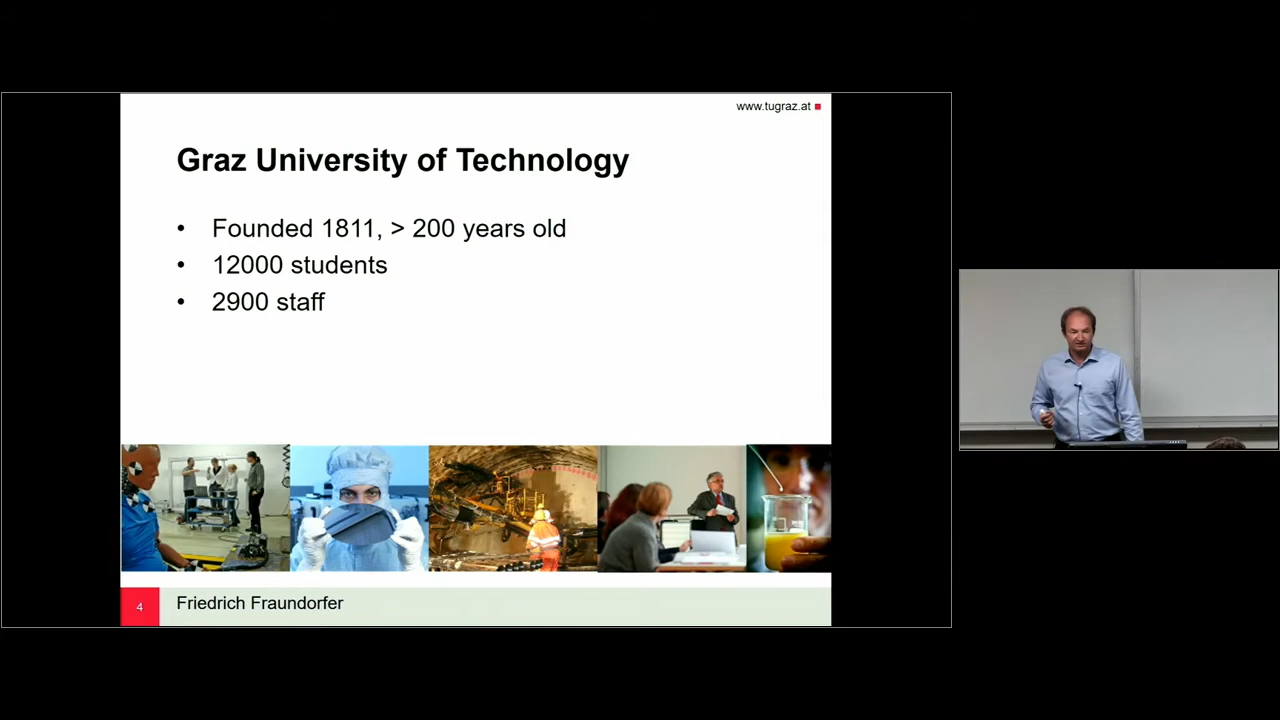 www.tugraz.at
Graz University of Technology
• Founded 1811, > 200 years old
• 12000 students
• 2900 staff
4
Friedrich Fraundorfer